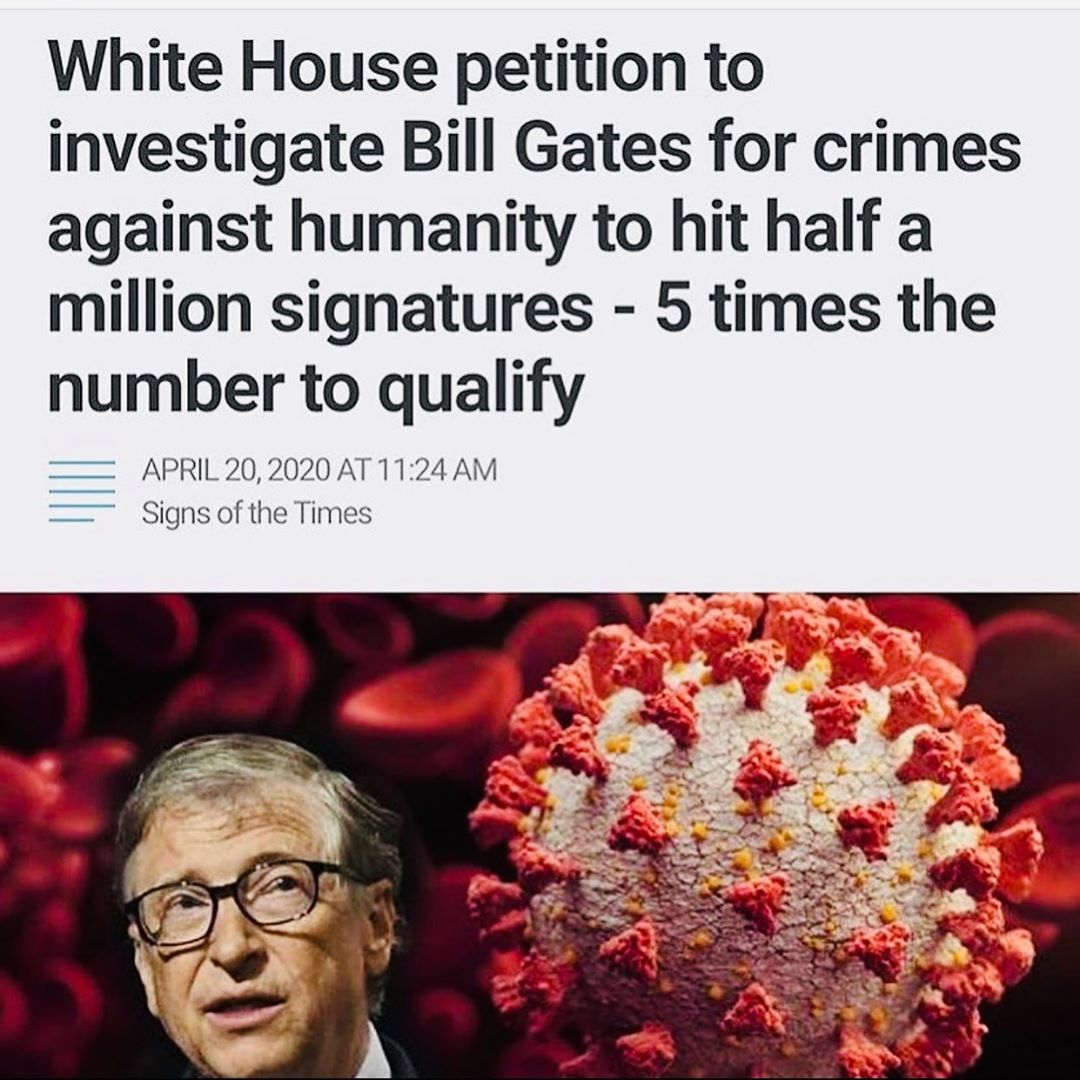 White House petition to
investigate Bill Gates for crimes
against humanity to hit half a
million signatures - 5 times the
number to qualify
APRIL 20, 2020 AT 11:24 AM
Signs of the Times